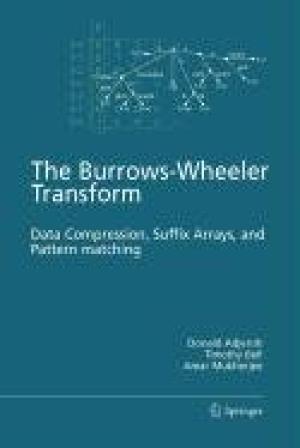 The Burrows-Wheeler
Transform
Data Compression, Suffix Arrays, and
Pattern matching
Donald Adjeroh
Timothy Bell
Amar Mukherjee
Springer